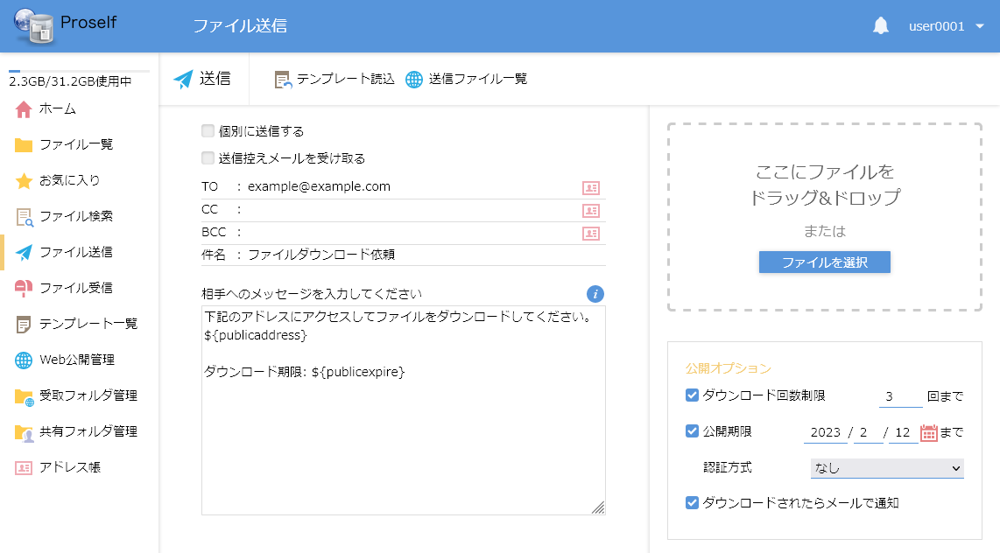 Proself
ファイル送信
user0001
2.3GB/31.2GB使用中
ホーム
ファイル一覧
お気に入り
ファイル検索
ファイル送信
ファイル受信
テンプレート一覧
Web公開管理
受取フォルダ管理
共有フォルダ管理
アドレス帳
送信
テンプレート読込
送信ファイル一覧
個別に送信する
送信控えメールを受け取る
TO : example@example.com
CC :
BCC :
件名 : ファイルダウンロード依頼
相手へのメッセージを入力してください
下記のアドレスにアクセスしてファイルをダウンロードしてください。
${publicaddress}
ダウンロード期限: ${publicexpire}
ここにファイルを
ドラッグ&ドロップ
または
ファイルを選択
公開オプション
ダウンロード回数制限 3 回まで
公開期限 2023 / 2 / 12 まで
認証方式 なし
ダウンロードされたらメールで通知